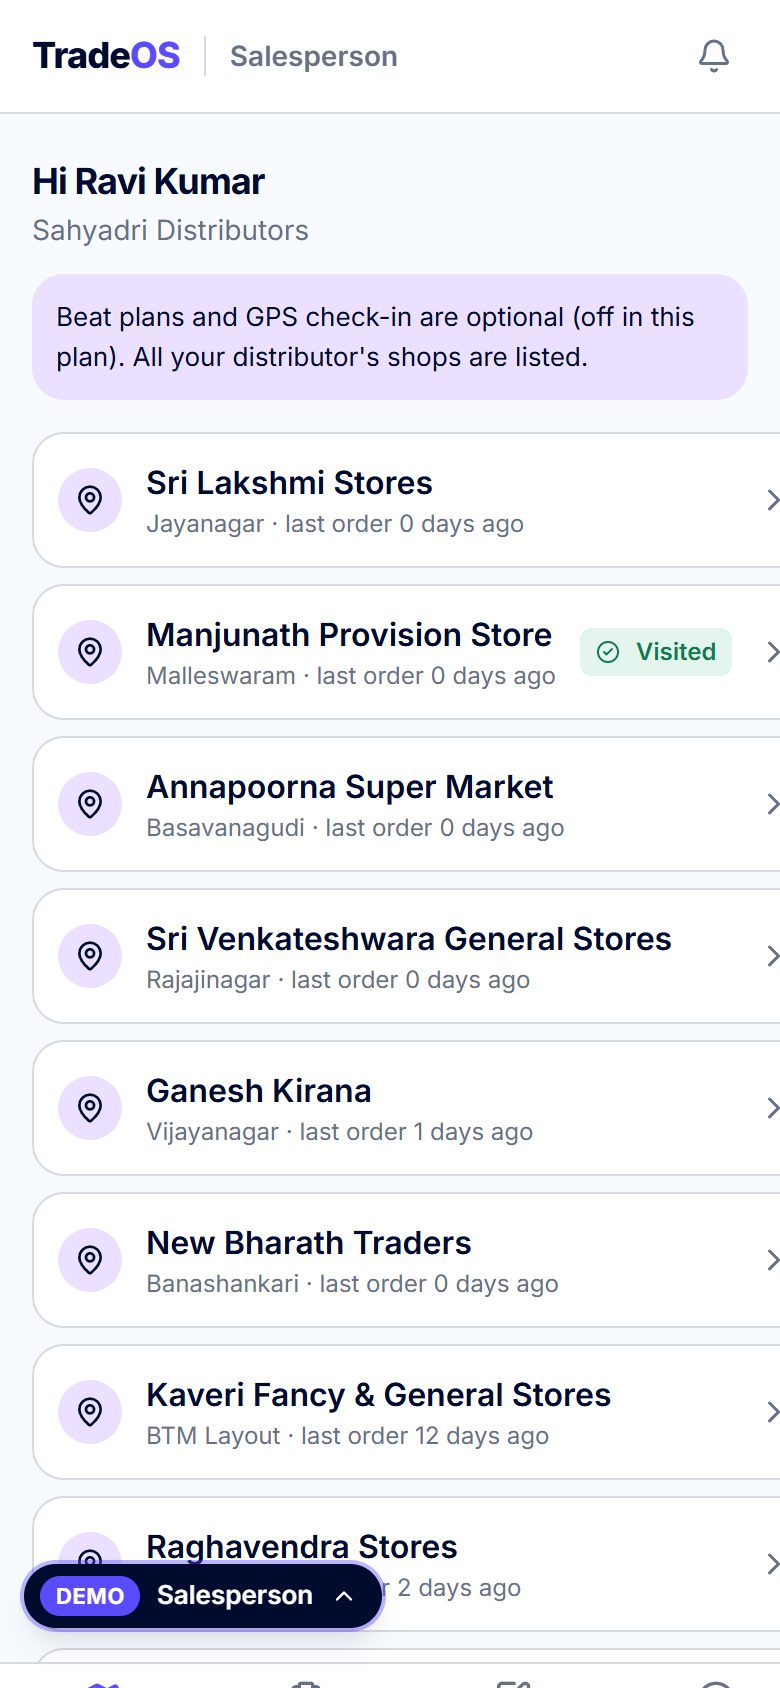 TradeOS Salesperson
Hi Ravi Kumar
Sahyadri Distributors
Beat plans and GPS check-in are optional (off in this
plan). All your distributor's shops are listed.
Sri Lakshmi Stores
Jayanagar · last order 0 days ago
Manjunath Provision Store
Malleswaram · last order 0 days ago
Visited
Annapoorna Super Market
Basavanagudi · last order 0 days ago
Sri Venkateshwara General Stores
Rajajinagar · last order 0 days ago
Ganesh Kirana
Vijayanagar · last order 1 days ago
New Bharath Traders
Banashankari · last order 0 days ago
Kaveri Fancy & General Stores
BTM Layout · last order 12 days ago
Raghavendra Stores
2 days ago
DEMO Salesperson